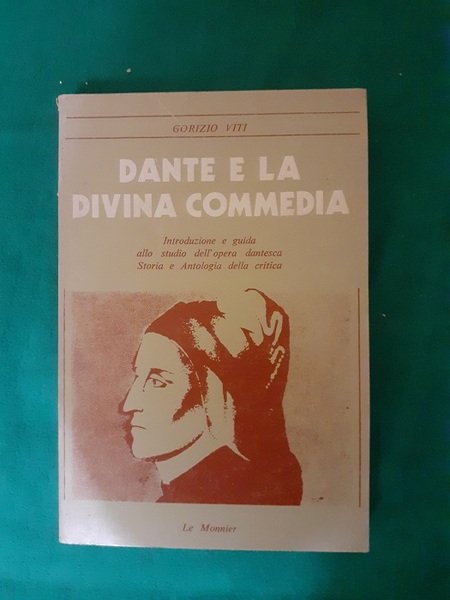 GORIZIO VITI
DANTE E LA
DIVINA COMMEDIA
Introduzione e guida
allo studio dell'opera dantesca
Storia e Antologia della critica
Le Monnier